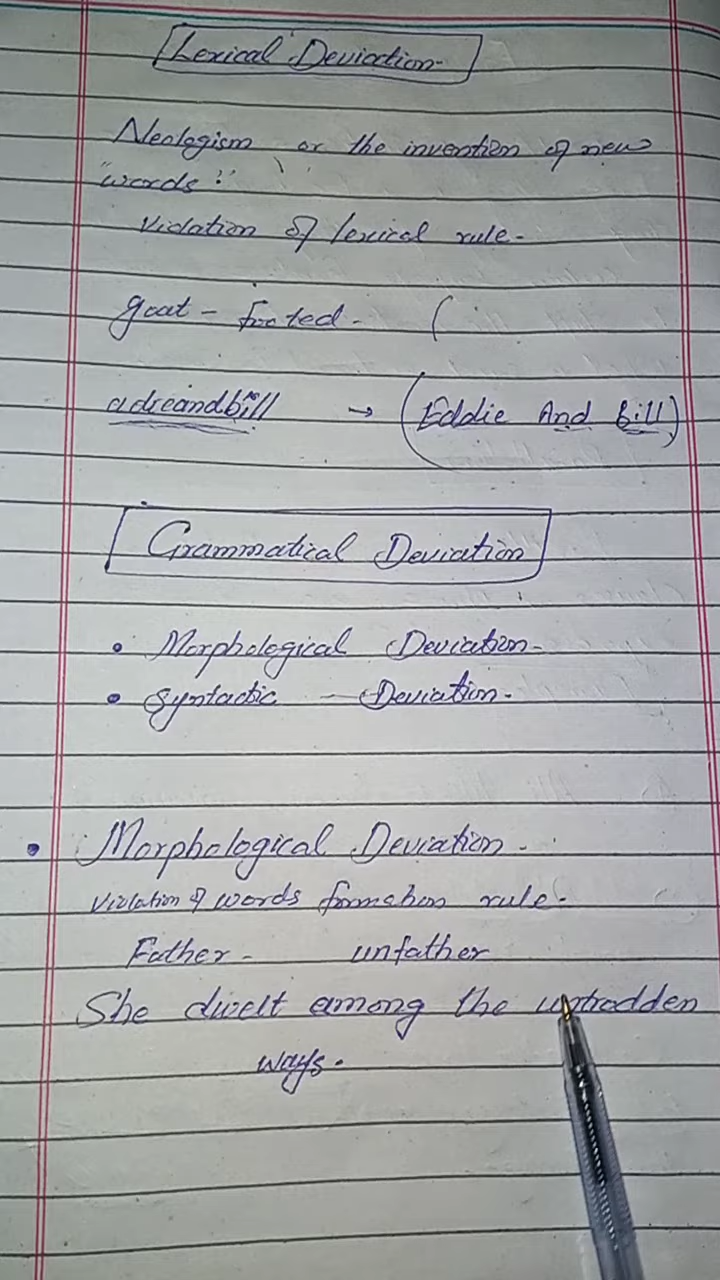 Lexical Deviation-
Neologism or the invention of new
"words"
Violation of lexical rule-
goat - footed - (
adieandbill → (Eddie And Bill)
Grammatical Deviation
• Morphological Deviation-
• Syntactic - Deviation-
• Morphological Deviation -
Violation of words formation rule-
Father - unfather
She dwelt among the untrodden
ways.